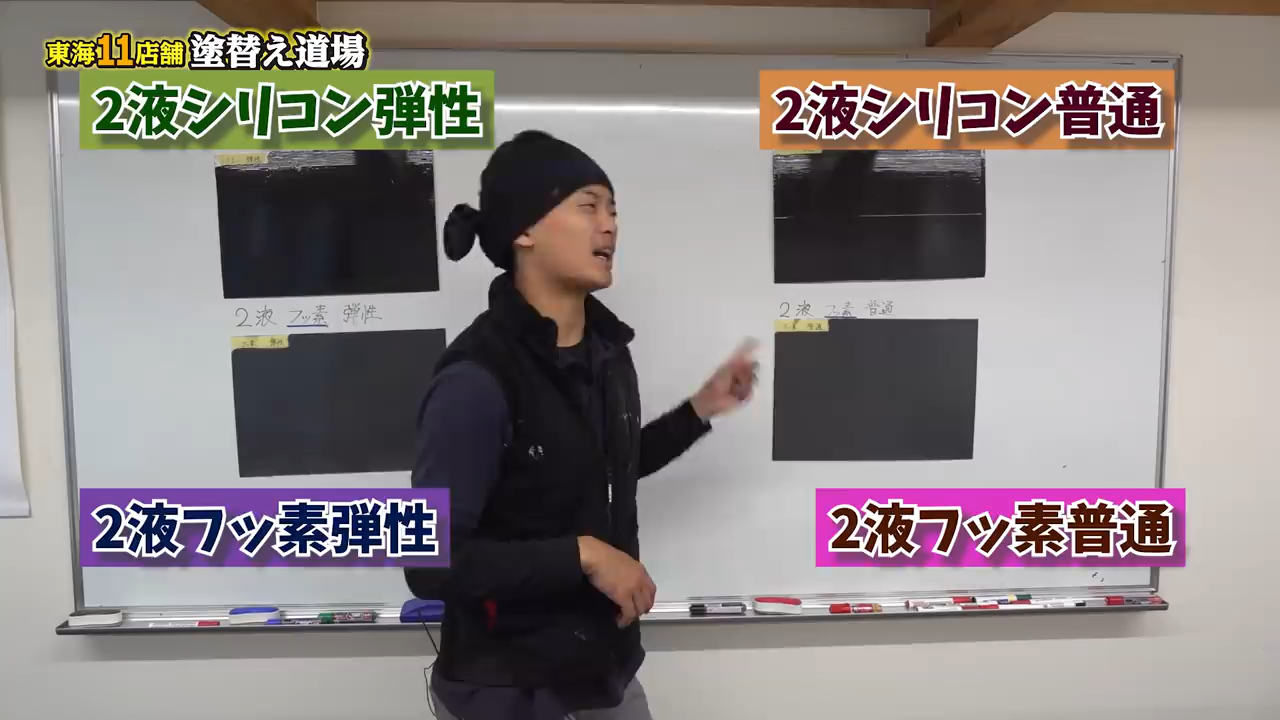 東海11店舗 塗替え道場
2液シリコン弾性
2液シリコン普通
2液 フッ素 弾性
2液 フッ素 普通
2液フッ素弾性
2液フッ素普通